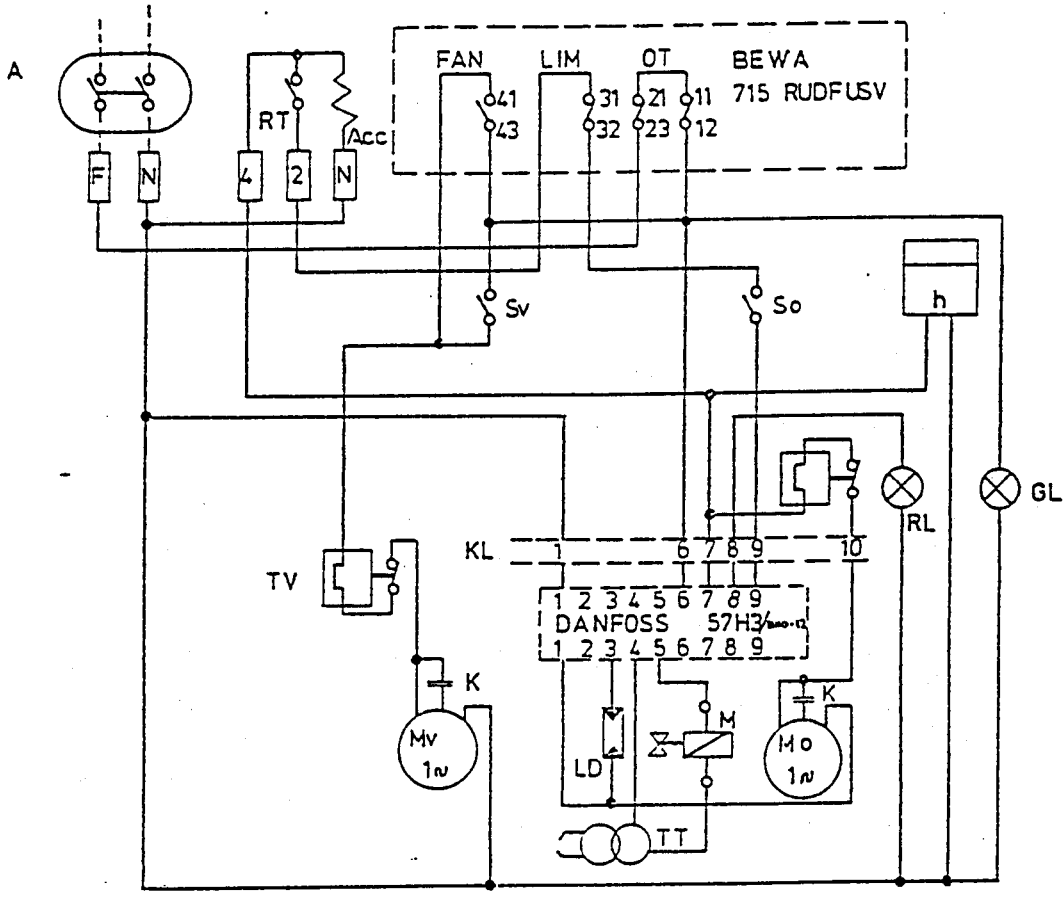 FAN LIM OT BEWA
A
715 RUDFUSV
41 31 21 11
43 32 23 12
RT
Acc
F N 4 2 N
Sv
So
h
GL
RL
KL 1 6 7 8 9 10
TV
1 2 3 4 5 6 7 8 9
DANFOSS 57H3/
1 2 3 4 5 6 7 8 9
K
M
K
Mv
1~
LD
Mo
1~
TT